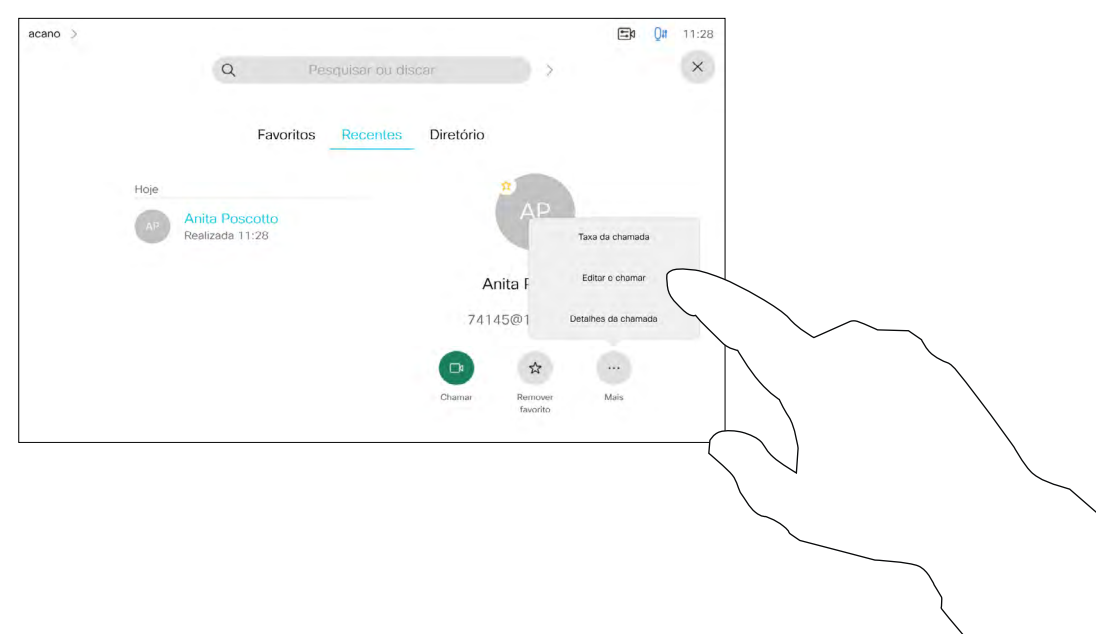 acano
11:28
Pesquisar ou discar
Favoritos Recentes Diretório
Hoje
AP
Anita Poscotto
Realizada 11:28
AP
Taxa da chamada
Editar e chamar
Detalhes da chamada
Anita
74145@1
Chamar
Remover
favorito
Mais